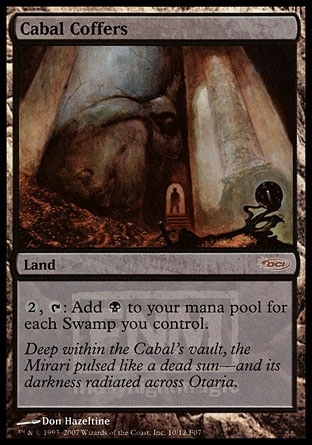 Cabal Coffers
Land
DCI
2, : Add to your mana pool for
each Swamp you control.
Deep within the Cabal's vault, the
Mirari pulsed like a dead sun—and its
darkness radiated across Otaria.
Don Hazeltine
™ & © 1993-2007 Wizards of the Coast, Inc. 10/12 F07